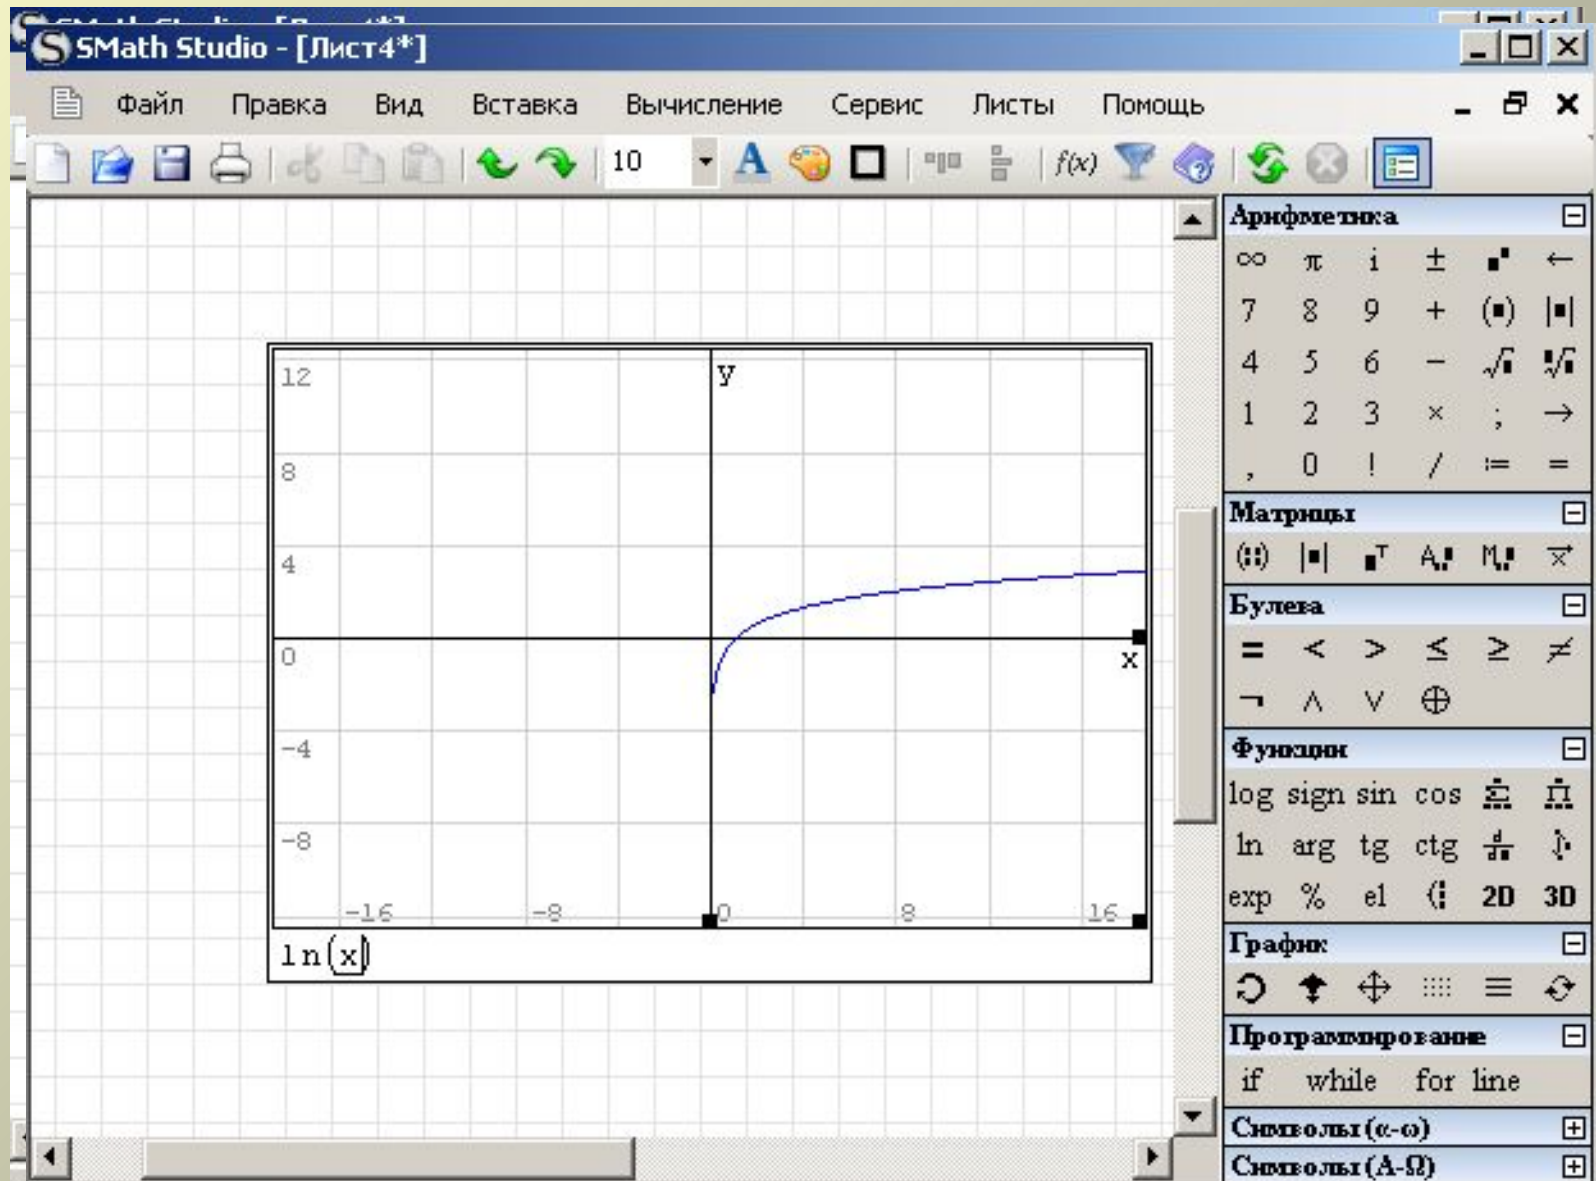 SMath Studio - [Лист4*]
Файл Правка Вид Вставка Вычисление Сервис Листы Помощь
10 A f(x)
Арифметика
∞ π i ±  ←
7 8 9 + (■) |■|
4 5 6 − √■ ■√■
1 2 3 × ; →
, 0 ! / := =
Матрицы
■T A M x
Булева
= < > ≤ ≥ ≠
¬ ∧ ∨ ⊕
Функции
log sign sin cos Σ Π
ln arg tg ctg d/d■ ∫
exp % el 2D 3D
График
Программирование
if while for line
Символы (α-ω)
Символы (Α-Ω)
y
12
8
4
0
x
-4
-8
-16 -8 0 8 16
ln(x)